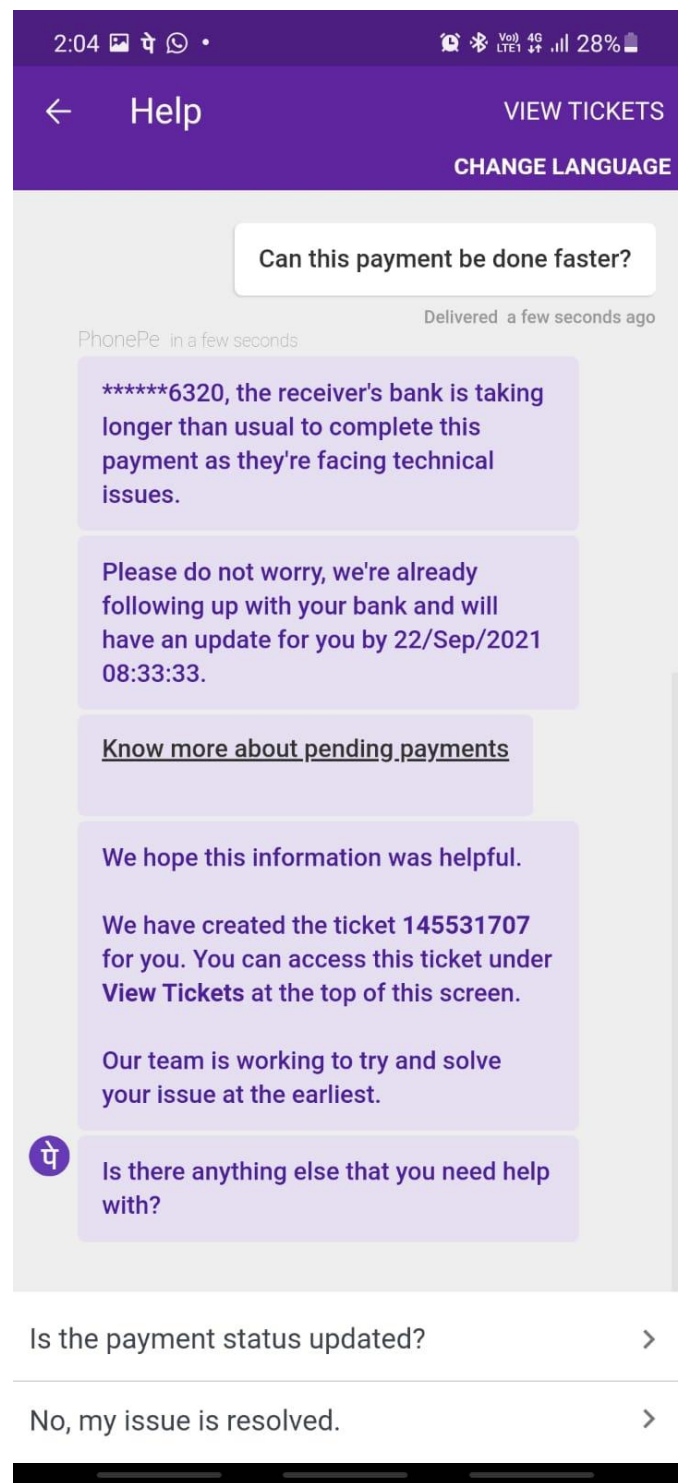 2:04 पे VoI) LTE1 4G 28%
Help
VIEW TICKETS
CHANGE LANGUAGE
Can this payment be done faster?
Delivered a few seconds ago
PhonePe in a few seconds
******6320, the receiver's bank is taking
longer than usual to complete this
payment as they're facing technical
issues.
Please do not worry, we're already
following up with your bank and will
have an update for you by 22/Sep/2021
08:33:33.
Know more about pending payments
We hope this information was helpful.
We have created the ticket 145531707
for you. You can access this ticket under
View Tickets at the top of this screen.
Our team is working to try and solve
your issue at the earliest.
पे
Is there anything else that you need help
with?
Is the payment status updated?
No, my issue is resolved.